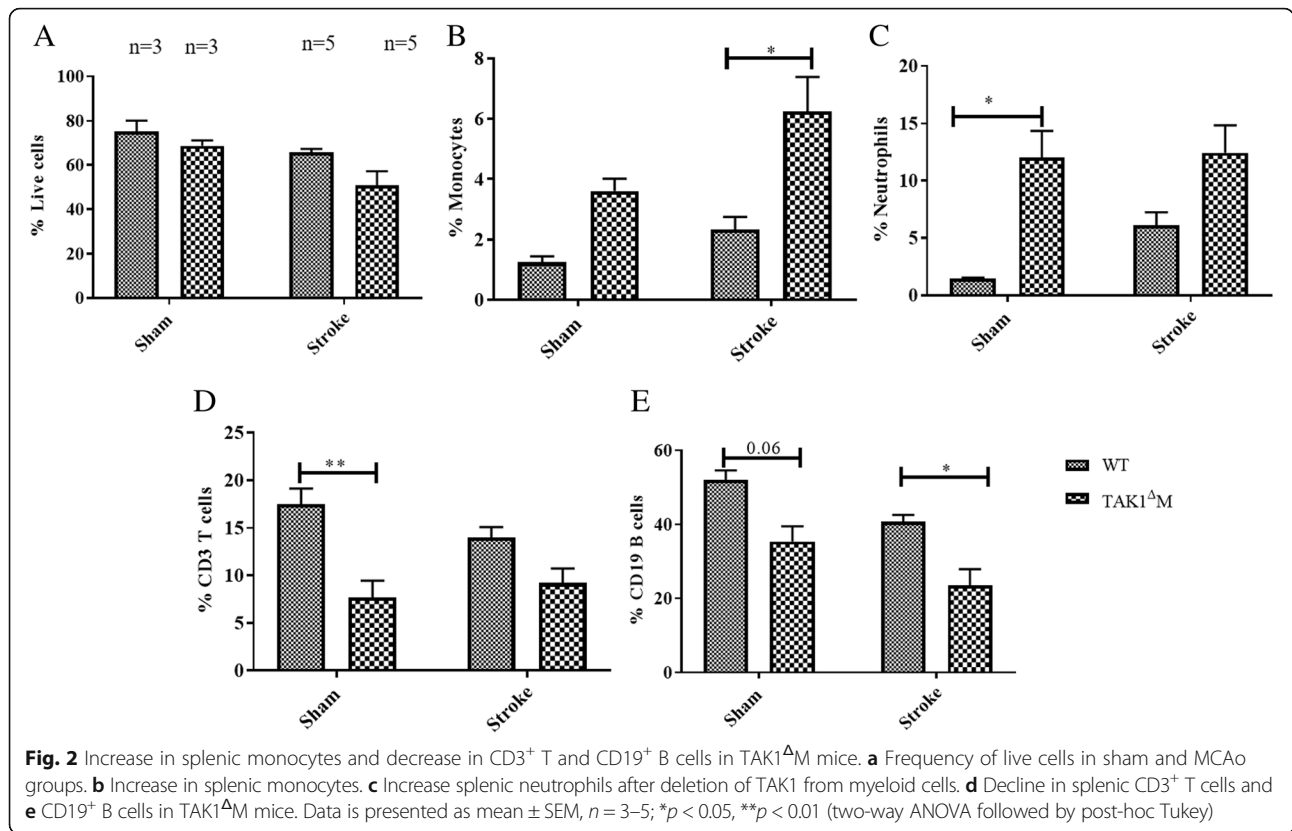 A
n=3 n=3 n=5 n=5
% Live cells
100
80
60
40
20
0
Sham
Stroke
B
% Monocytes
8
6
4
2
0
*
Sham
Stroke
C
% Neutrophils
20
15
10
5
0
*
Sham
Stroke
D
% CD3 T cells
25
20
15
10
5
0
**
Sham
Stroke
E
% CD19 B cells
60
40
20
0
0.06
*
Sham
Stroke
WT
TAK1ΔM
Fig. 2 Increase in splenic monocytes and decrease in CD3+ T and CD19+ B cells in TAK1ΔM mice. a Frequency of live cells in sham and MCAo
groups. b Increase in splenic monocytes. c Increase splenic neutrophils after deletion of TAK1 from myeloid cells. d Decline in splenic CD3+ T cells and
e CD19+ B cells in TAK1ΔM mice. Data is presented as mean ± SEM, n = 3–5; *p < 0.05, **p < 0.01 (two-way ANOVA followed by post-hoc Tukey)